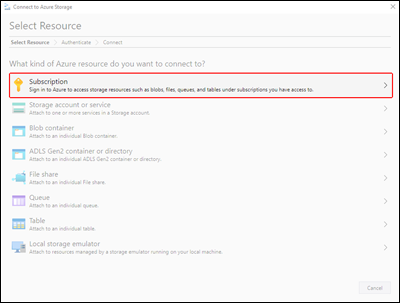 Connect to Azure Storage
Select Resource
Select Resource > Authenticate > Connect
What kind of Azure resource do you want to connect to?
Subscription
Sign in to Azure to access storage resources such as blobs, files, queues, and tables under subscriptions you have access to.
Storage account or service
Attach to one or more services in a Storage account.
Blob container
Attach to an individual Blob container.
ADLS Gen2 container or directory
Attach to an individual ADLS Gen2 container or directory.
File share
Attach to an individual File share.
Queue
Attach to an individual queue.
Table
Attach to an individual table.
Local storage emulator
Attach to resources managed by a storage emulator running on your local machine.
Cancel